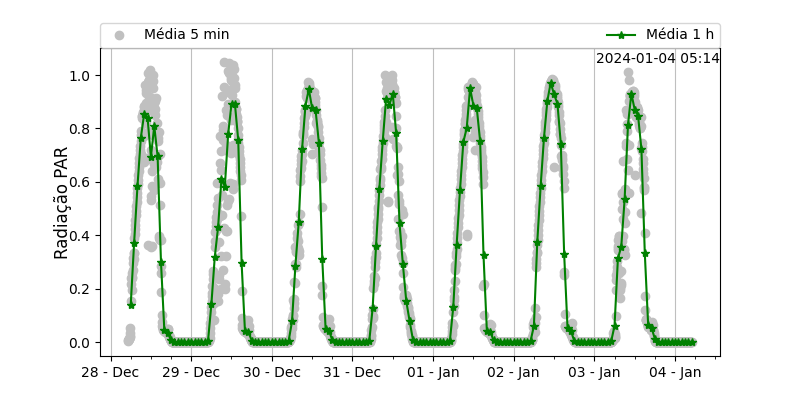 Média 5 min
Média 1 h
2024-01-04 05:14
Radiação PAR
1.0
0.8
0.6
0.4
0.2
0.0
28 - Dec
29 - Dec
30 - Dec
31 - Dec
01 - Jan
02 - Jan
03 - Jan
04 - Jan